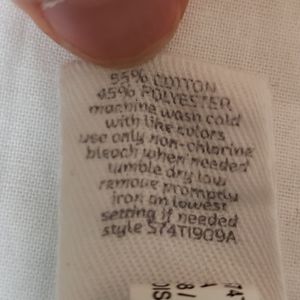 55% COTTON
45% POLYESTER
machine wash cold
with like colors
use only non-chlorine
bleach when needed
tumble dry low
remove promptly
iron on lowest
setting if needed
style S74T1909A